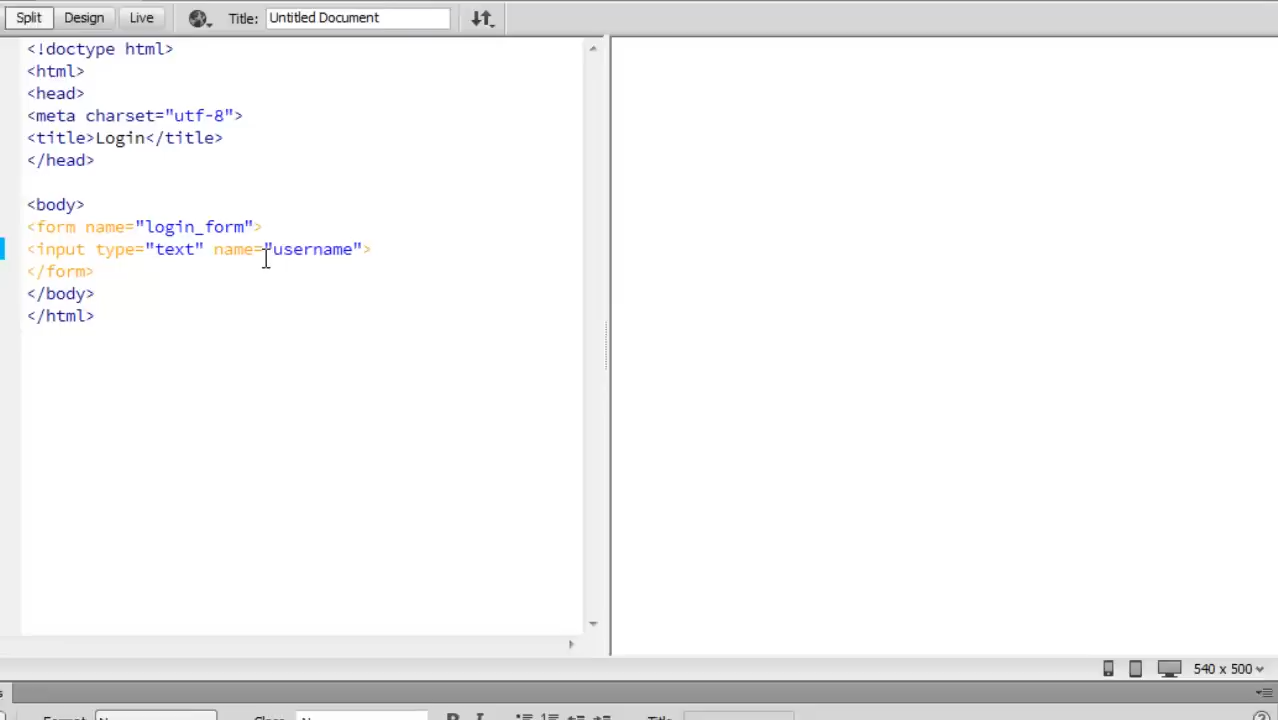 Split Design Live Title: Untitled Document
<!doctype html>
<html>
<head>
<meta charset="utf-8">
<title>Login</title>
</head>
<body>
<form name="login_form">
<input type="text" name="username">
</form>
</body>
</html>
540 x 500